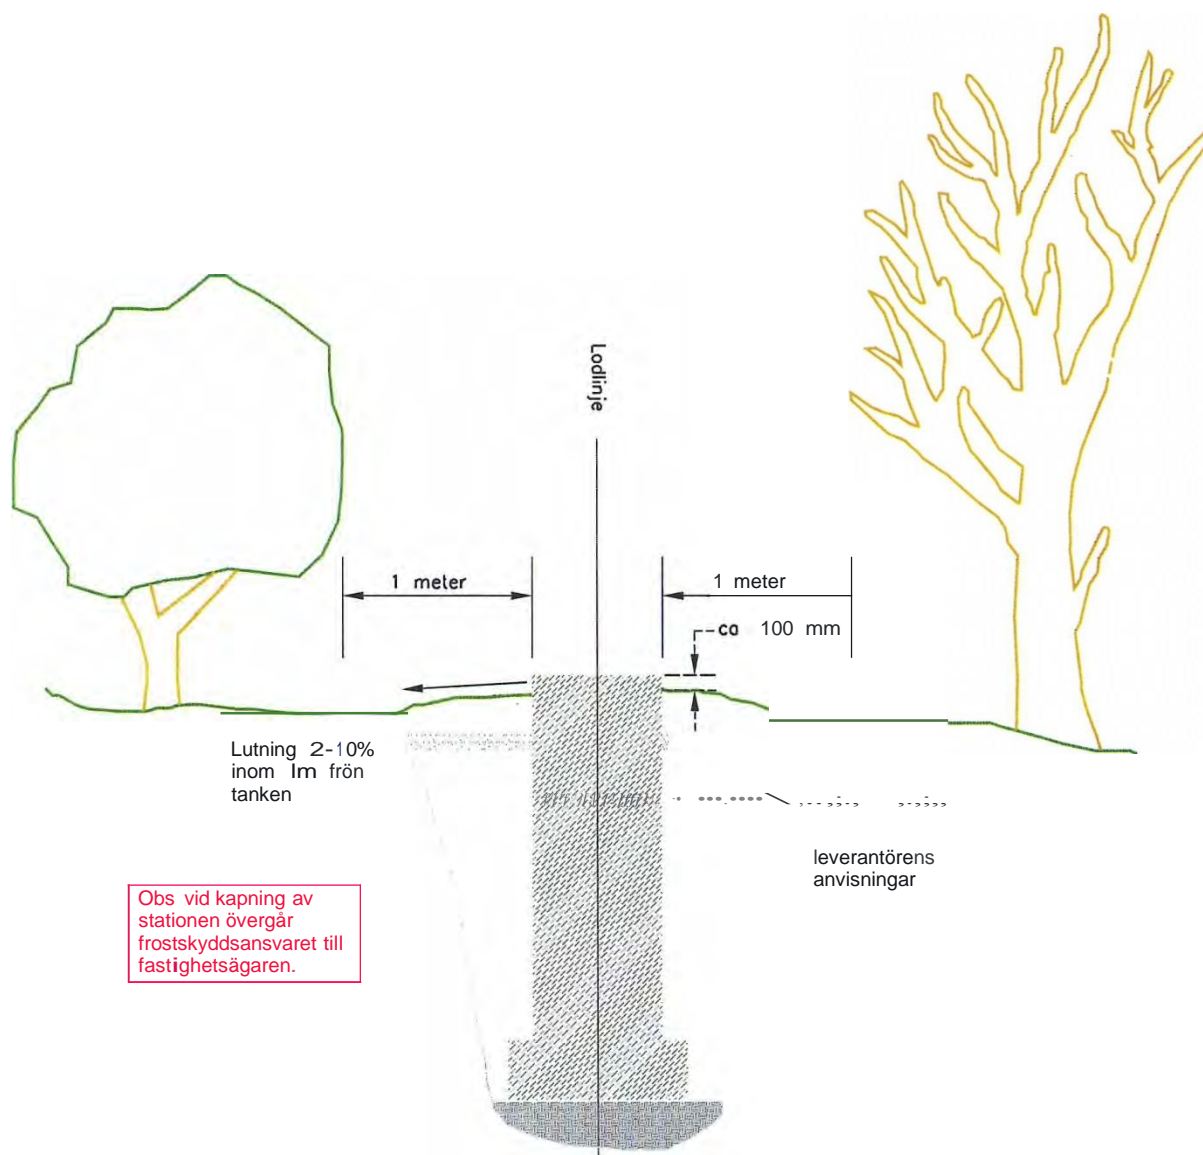 Lodlinje
1 meter
1 meter
ca 100 mm
Lutning 2-10%
inom 1m frön
tanken
leverantörens
anvisningar
Obs vid kapning av
stationen övergår
frostskyddsansvaret till
fastighetsägaren.